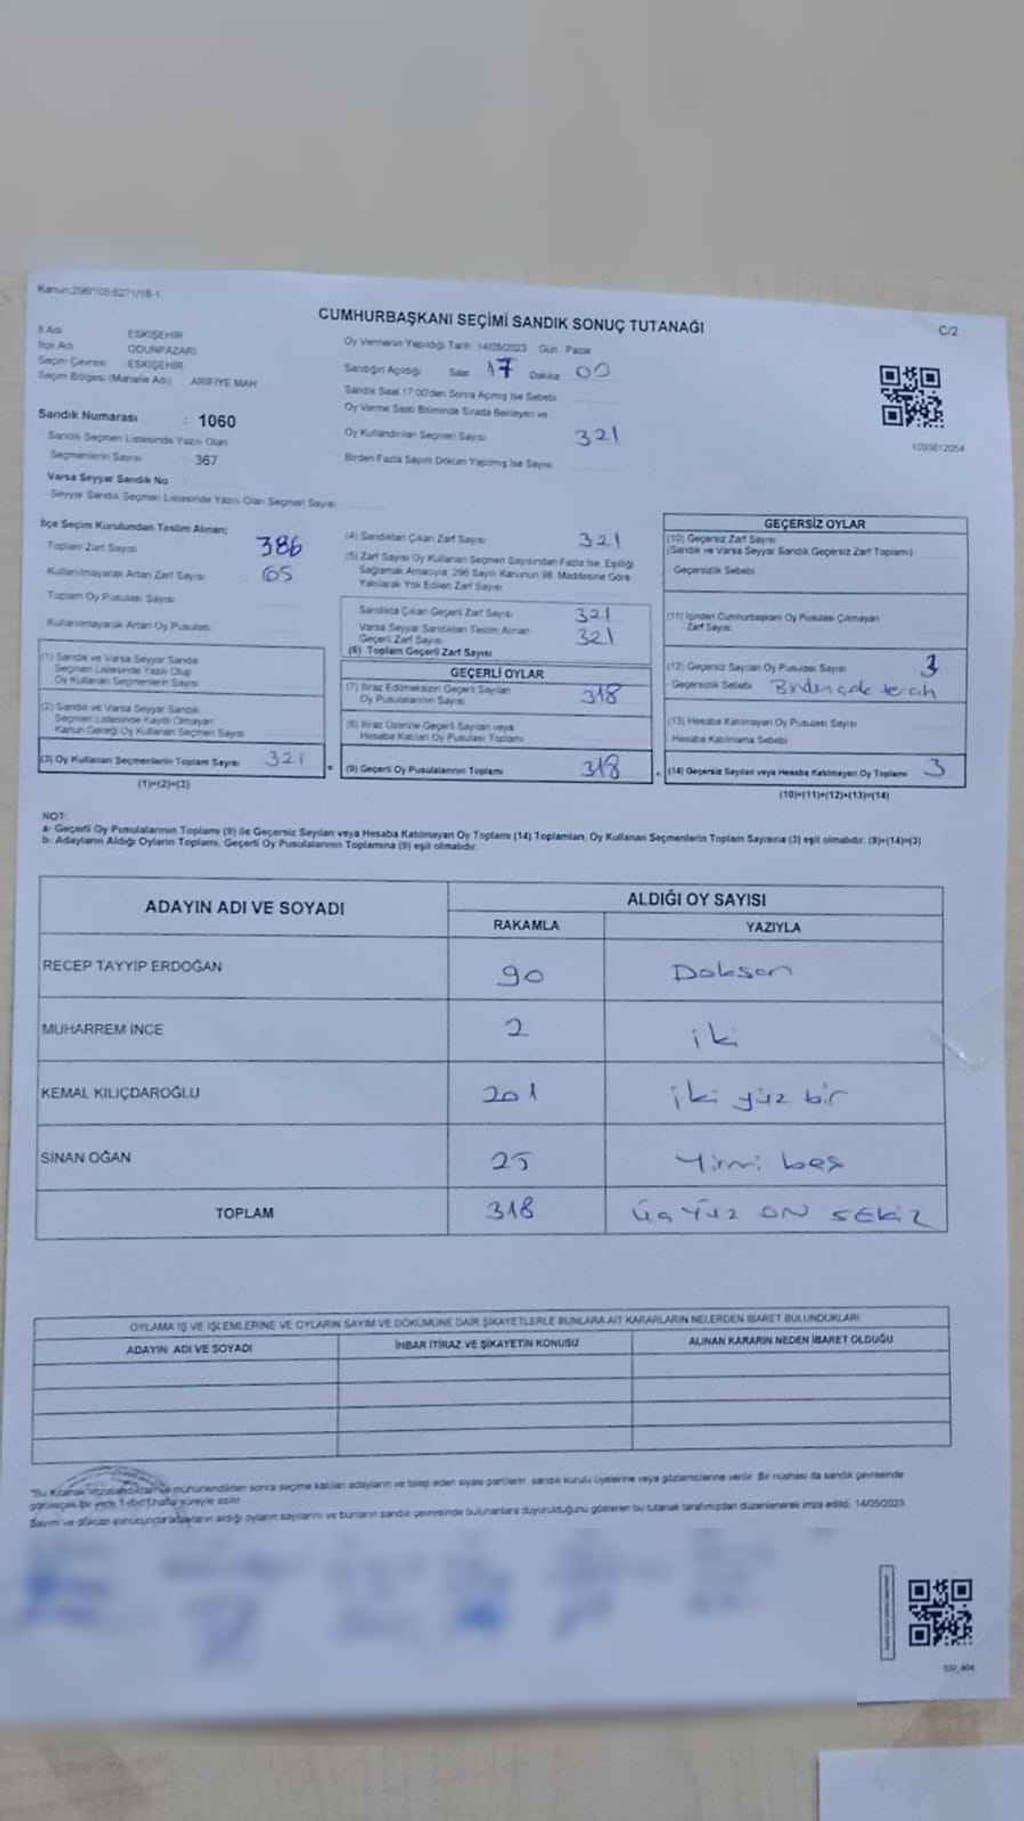 Kanun:298/105;6271/18-1
CUMHURBAŞKANI SEÇİMİ SANDIK SONUÇ TUTANAĞI
C/2
İl Adı ESKİŞEHİR
İlçe Adı ODUNPAZARI
Seçim Çevresi ESKİŞEHİR
Seçim Bölgesi (Mahalle Adı) ARİFİYE MAH
Sandık Numarası : 1060
Sandık Seçmen Listesinde Yazılı Olan
Seçmenlerin Sayısı 367
Varsa Seyyar Sandık No
Seyyar Sandık Seçmen Listesinde Yazılı Olan Seçmen Sayısı
Oy Vermenin Yapıldığı Tarih: 14/05/2023 Gün: Pazar
Sandığın Açıldığı Saat 17 Dakika 00
Sandık Saat 17:00'den Sonra Açılmış İse Sebebi
Oy Verme Saati Bitiminde Sırada Bekleyen ve
Oy Kullandırılan Seçmen Sayısı 321
Birden Fazla Sayım Döküm Yapılmış İse Sayısı
İlçe Seçim Kurulundan Teslim Alınan;
Toplam Zarf Sayısı 386
Kullanılmayarak Artan Zarf Sayısı 65
Toplam Oy Pusulası Sayısı
Kullanılmayarak Artan Oy Pusulası
(1) Sandık ve Varsa Seyyar Sandık
Seçmen Listesinde Yazılı Olup
Oy Kullanan Seçmenlerin Sayısı
(2) Sandık ve Varsa Seyyar Sandık
Seçmen Listesinde Kayıtlı Olmayan
Kanun Gereği Oy Kullanan Seçmen Sayısı
(3) Oy Kullanan Seçmenlerin Toplam Sayısı 321
(1)+(2)=(3)
(4) Sandıktan Çıkan Zarf Sayısı 321
(5) Zarf Sayısı Oy Kullanan Seçmen Sayısından Fazla İse, Eşitliği
Sağlamak Amacıyla, 298 Sayılı Kanunun 98. Maddesine Göre
Yakılarak Yok Edilen Zarf Sayısı
Sandıkta Çıkan Geçerli Zarf Sayısı 321
Varsa Seyyar Sandıktan Teslim Alınan
Geçerli Zarf Sayısı 321
(6) Toplam Geçerli Zarf Sayısı
GEÇERLİ OYLAR
(7) İtiraz Edilmeksizin Geçerli Sayılan
Oy Pusulalarının Sayısı 318
(8) İtiraz Üzerine Geçerli Sayılan veya
Hesaba Katılan Oy Pusulası Toplamı
(9) Geçerli Oy Pusulalarının Toplamı 318
GEÇERSİZ OYLAR
(10) Geçersiz Zarf Sayısı
(Sandık ve Varsa Seyyar Sandık Geçersiz Zarf Toplamı)
Geçersizlik Sebebi
(11) İçinden Cumhurbaşkanı Oy Pusulası Çıkmayan
Zarf Sayısı
(12) Geçersiz Sayılan Oy Pusulası Sayısı 3
Geçersizlik Sebebi Birden çok tercih
(13) Hesaba Katılmayan Oy Pusulası Sayısı
Hesaba Katılmama Sebebi
(14) Geçersiz Sayılan veya Hesaba Katılmayan Oy Toplamı 3
(10)+(11)+(12)+(13)=(14)
NOT:
a- Geçerli Oy Pusulalarının Toplamı (9) ile Geçersiz Sayılan veya Hesaba Katılmayan Oy Toplamı (14) Toplamları, Oy Kullanan Seçmenlerin Toplam Sayısına (3) eşit olmalıdır. (9)+(14)=(3)
b- Adayların Aldığı Oyların Toplamı, Geçerli Oy Pusulalarının Toplamına (9) eşit olmalıdır.
ADAYIN ADI VE SOYADI
ALDIĞI OY SAYISI
RAKAMLA YAZIYLA
RECEP TAYYİP ERDOĞAN 90 Doksan
MUHARREM İNCE 2 iki
KEMAL KILIÇDAROĞLU 201 iki yüz bir
SİNAN OĞAN 25 Yirmi beş
TOPLAM 318 üç Yüz ON SEKİZ
OYLAMA İŞ VE İŞLEMLERİNE VE OYLARIN SAYIM VE DÖKÜMÜNE DAİR ŞİKAYETLERLE BUNLARA AİT KARARLARIN NELERDEN İBARET BULUNDUKLARI
ADAYIN ADI VE SOYADI İHBAR İTİRAZ VE ŞİKAYETİN KONUSU ALINAN KARARIN NEDEN İBARET OLDUĞU
mühürlendikten sonra seçime katılan adayların ve talep eden siyasi partilerin, sandık kurulu üyelerine veya gözlemcilerine verilir. Bir nüshası da sandık çevresinde
Sayım ve döküm sonucunda adayların aldığı oyların sayılarını ve bunların sandık çevresinde bulunanlara duyurulduğunu gösteren bu tutanak tarafımızdan düzenlenerek imza edildi. 14/05/2023